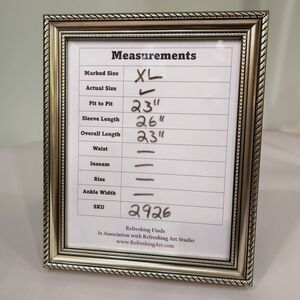 Measurements
Marked Size XL
Actual Size ✓
Pit to Pit 23"
Sleeve Length 26"
Overall Length 23"
Waist —
Inseam —
Rise —
Ankle Width —
SKU 2926
Refreshing Finds
In Association with Refreshing Art Studio
www.RefreshingArt.com